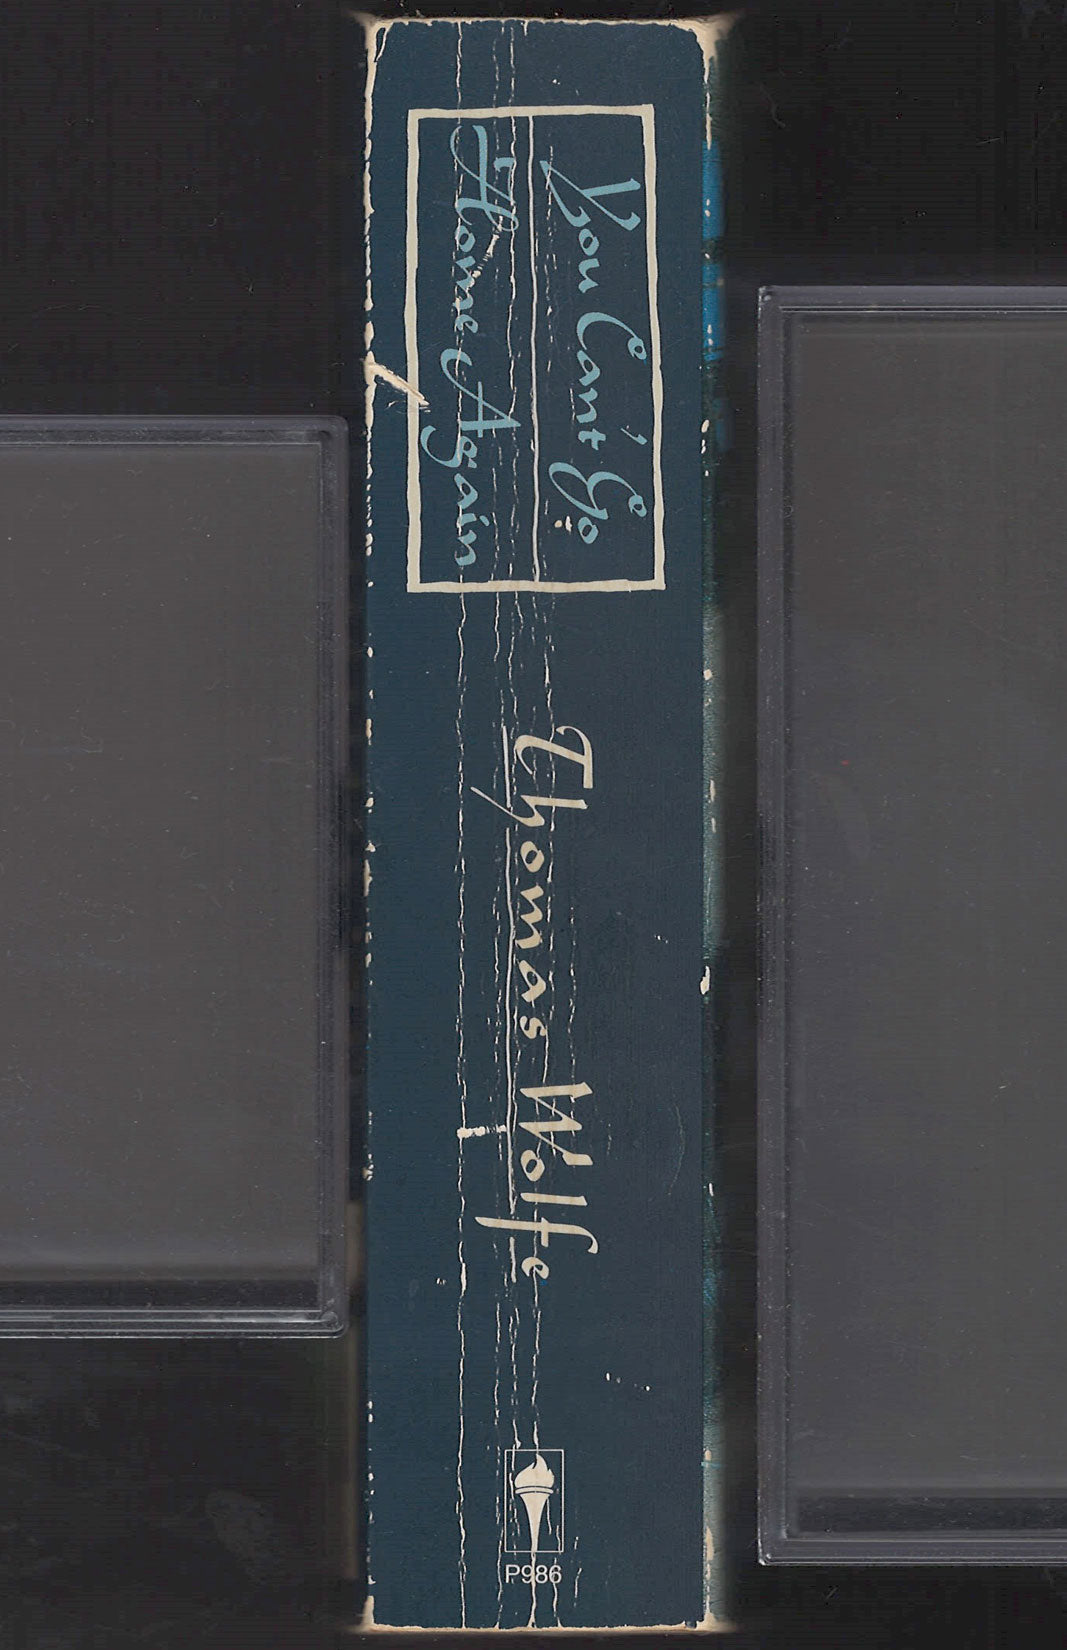 You Can't Go
Home Again
Thomas Wolfe
P986